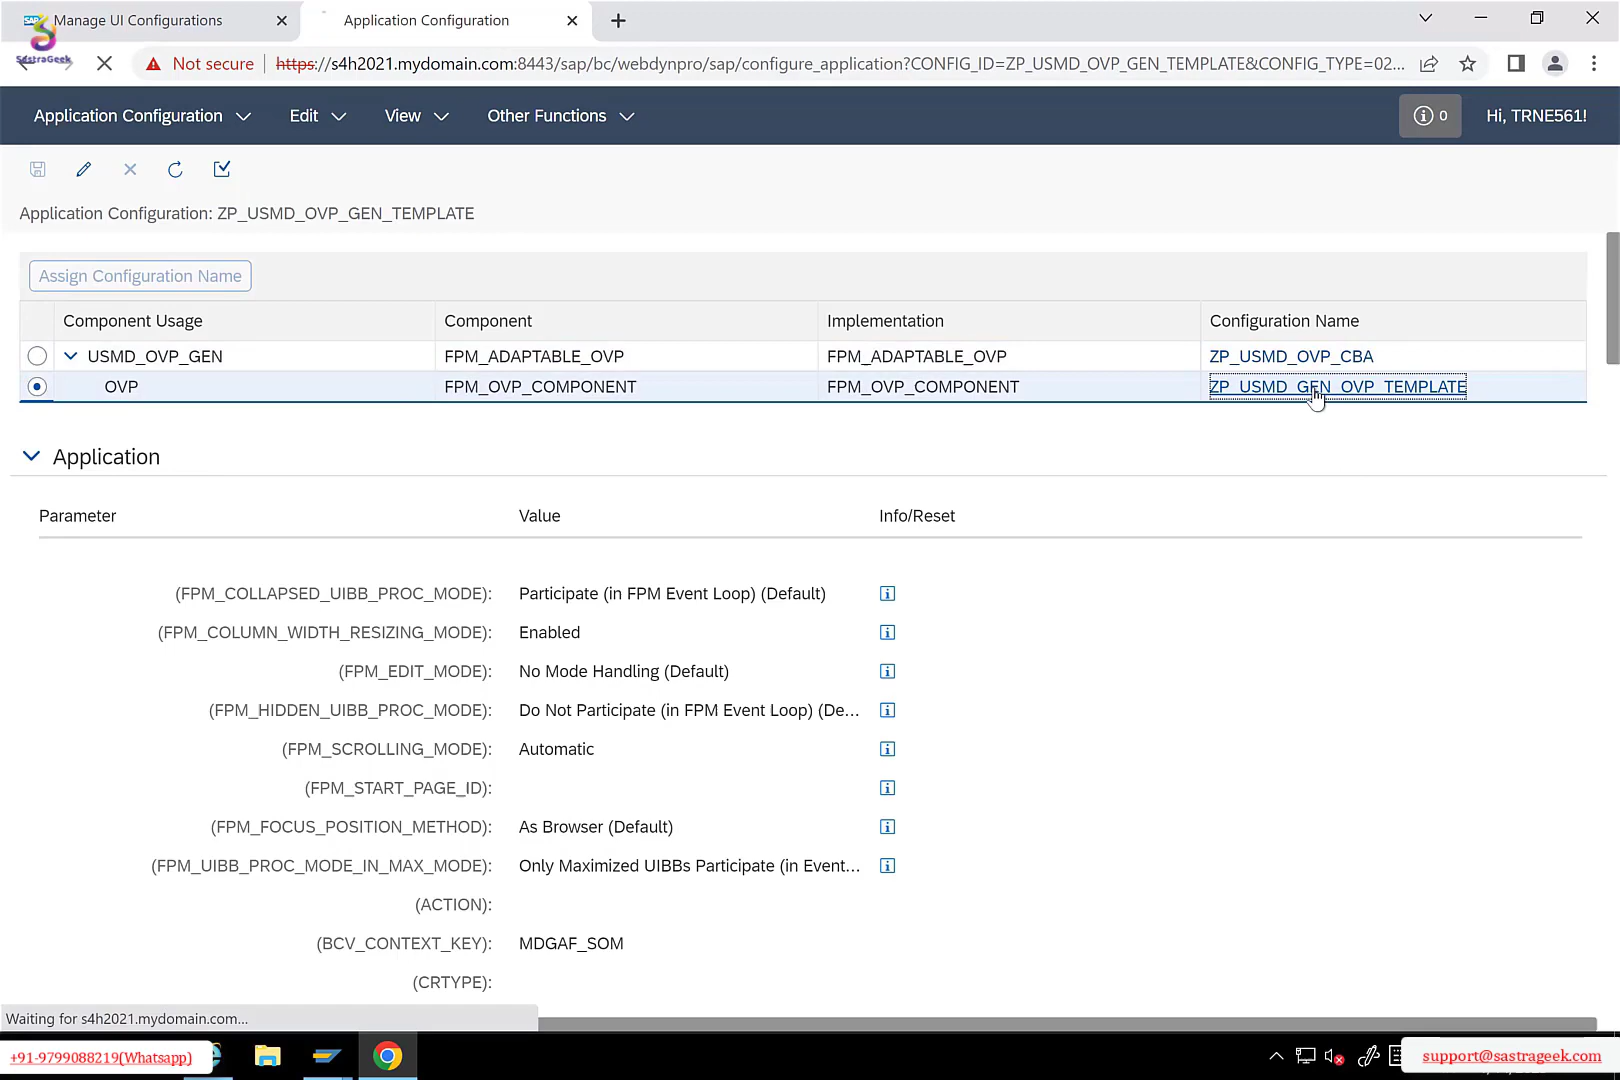 SAP Manage UI Configurations
Application Configuration
SastraGeek
Not secure
https://s4h2021.mydomain.com:8443/sap/bc/webdynpro/sap/configure_application?CONFIG_ID=ZP_USMD_OVP_GEN_TEMPLATE&CONFIG_TYPE=02...
Application Configuration Edit View Other Functions 0 Hi, TRNE561!
Application Configuration: ZP_USMD_OVP_GEN_TEMPLATE
Assign Configuration Name
Component Usage Component Implementation Configuration Name
USMD_OVP_GEN FPM_ADAPTABLE_OVP FPM_ADAPTABLE_OVP ZP_USMD_OVP_CBA
OVP FPM_OVP_COMPONENT FPM_OVP_COMPONENT ZP_USMD_GEN_OVP_TEMPLATE
Application
Parameter Value Info/Reset
(FPM_COLLAPSED_UIBB_PROC_MODE): Participate (in FPM Event Loop) (Default)
(FPM_COLUMN_WIDTH_RESIZING_MODE): Enabled
(FPM_EDIT_MODE): No Mode Handling (Default)
(FPM_HIDDEN_UIBB_PROC_MODE): Do Not Participate (in FPM Event Loop) (De...
(FPM_SCROLLING_MODE): Automatic
(FPM_START_PAGE_ID):
(FPM_FOCUS_POSITION_METHOD): As Browser (Default)
(FPM_UIBB_PROC_MODE_IN_MAX_MODE): Only Maximized UIBBs Participate (in Event...
(ACTION):
(BCV_CONTEXT_KEY): MDGAF_SOM
(CRTYPE):
Waiting for s4h2021.mydomain.com...
+91-9799088219(Whatsapp)
support@sastrageek.com